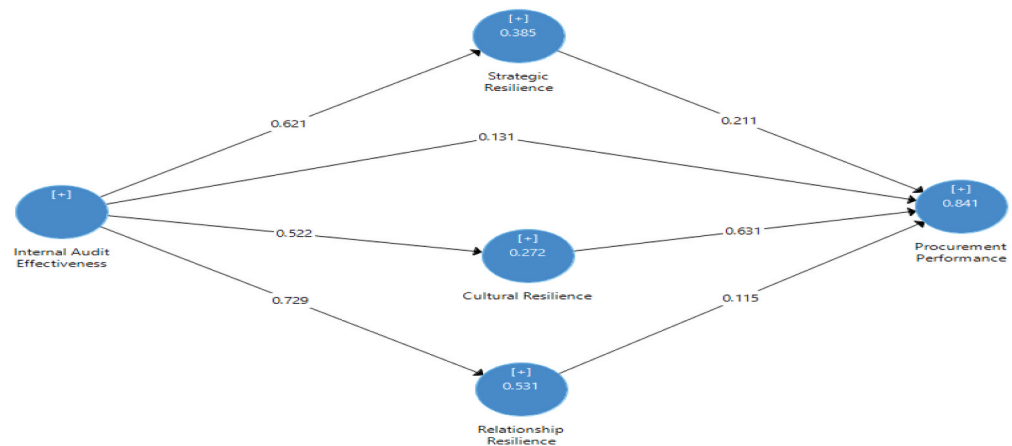 [+]
0.385
Strategic
Resilience
0.621
0.211
0.131
[+]
Internal Audit
Effectiveness
[+]
0.841
Procurement
Performance
0.522
[+]
0.272
Cultural Resilience
0.631
0.729
0.115
[+]
0.531
Relationship
Resilience